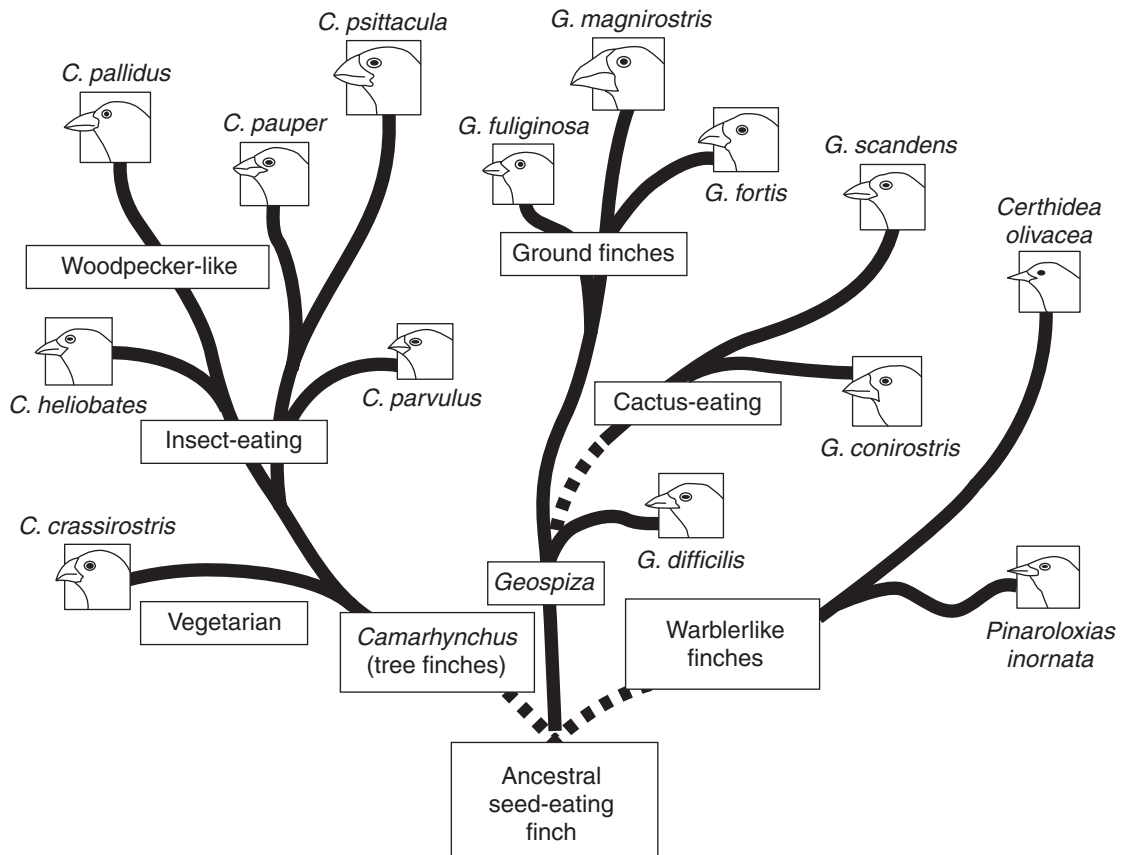 C. psittacula
G. magnirostris
C. pallidus
C. pauper
G. fuliginosa
G. fortis
G. scandens
Certhidea
olivacea
Woodpecker-like
Ground finches
C. heliobates
C. parvulus
Cactus-eating
Insect-eating
G. conirostris
C. crassirostris
G. difficilis
Geospiza
Vegetarian
Camarhynchus
(tree finches)
Warblerlike
finches
Pinaroloxias
inornata
Ancestral
seed-eating
finch